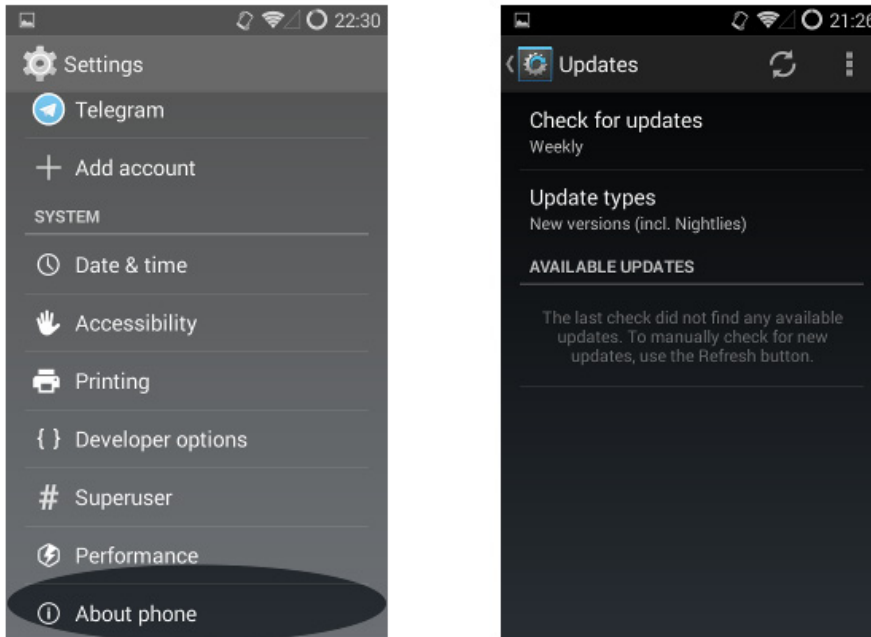 22:30
Settings
Telegram
Add account
SYSTEM
Date & time
Accessibility
Printing
{ } Developer options
# Superuser
Performance
About phone
21:26
Updates
Check for updates
Weekly
Update types
New versions (incl. Nightlies)
AVAILABLE UPDATES
The last check did not find any available
updates. To manually check for new
updates, use the Refresh button.